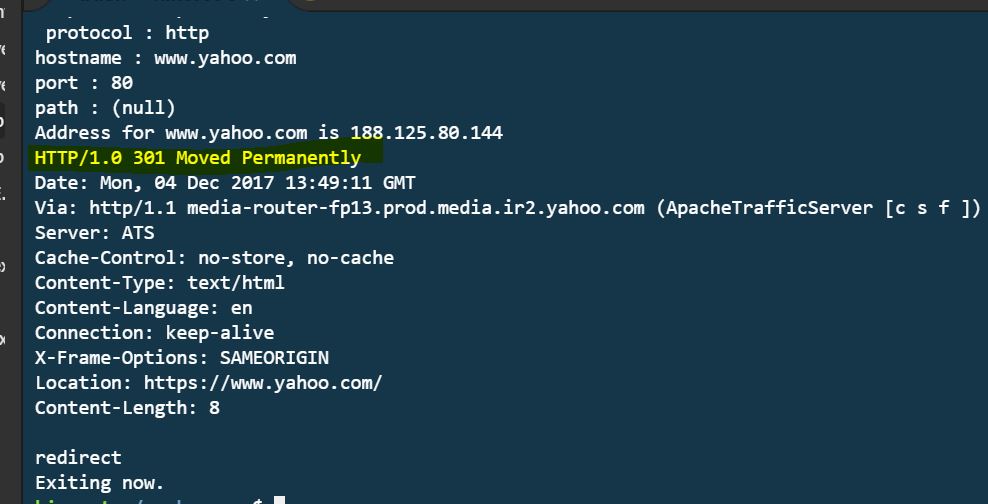 protocol : http
hostname : www.yahoo.com
port : 80
path : (null)
Address for www.yahoo.com is 188.125.80.144
HTTP/1.0 301 Moved Permanently
Date: Mon, 04 Dec 2017 13:49:11 GMT
Via: http/1.1 media-router-fp13.prod.media.ir2.yahoo.com (ApacheTrafficServer [c s f ])
Server: ATS
Cache-Control: no-store, no-cache
Content-Type: text/html
Content-Language: en
Connection: keep-alive
X-Frame-Options: SAMEORIGIN
Location: https://www.yahoo.com/
Content-Length: 8

redirect
Exiting now.